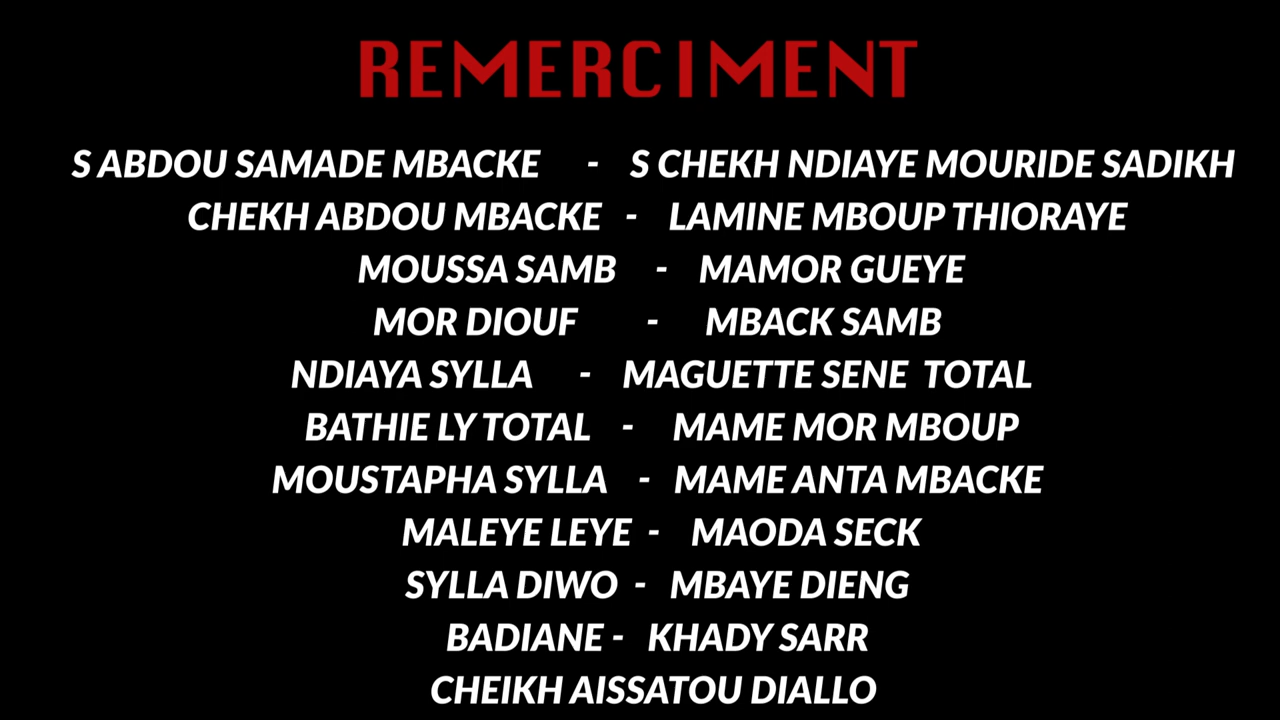 REMERCIMENT
S ABDOU SAMADE MBACKE - S CHEKH NDIAYE MOURIDE SADIKH
CHEKH ABDOU MBACKE - LAMINE MBOUP THIORAYE
MOUSSA SAMB - MAMOR GUEYE
MOR DIOUF - MBACK SAMB
NDIAYA SYLLA - MAGUETTE SENE TOTAL
BATHIE LY TOTAL - MAME MOR MBOUP
MOUSTAPHA SYLLA - MAME ANTA MBACKE
MALEYE LEYE - MAODA SECK
SYLLA DIWO - MBAYE DIENG
BADIANE - KHADY SARR
CHEIKH AISSATOU DIALLO